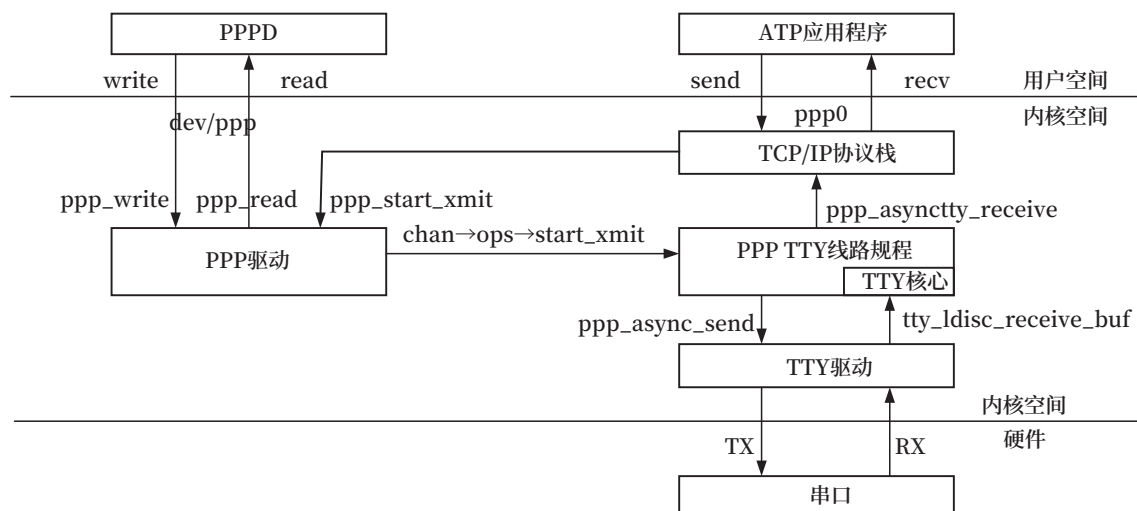 PPPD
ATP应用程序
write
read
send
recv
用户空间
dev/ppp
ppp0
内核空间
TCP/IP协议栈
ppp_write
ppp_read
ppp_start_xmit
ppp_asynctty_receive
chan→ops→start_xmit
PPP驱动
PPP TTY线路规程
TTY核心
ppp_async_send
tty_ldisc_receive_buf
TTY驱动
内核空间
硬件
TX
RX
串口